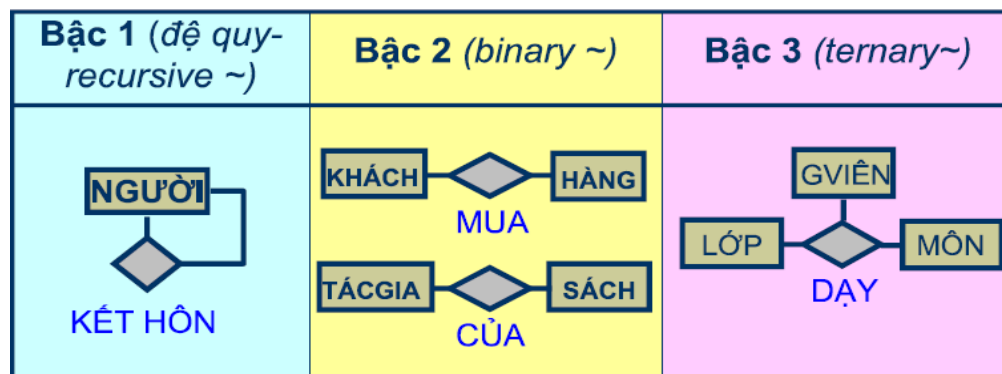 Bậc 1 (đệ quy-
recursive ~)
Bậc 2 (binary ~)
Bậc 3 (ternary~)
NGƯỜI
KẾT HÔN
KHÁCH
HÀNG
MUA
TÁCGIA
SÁCH
CỦA
GVIÊN
LỚP
MÔN
DẠY